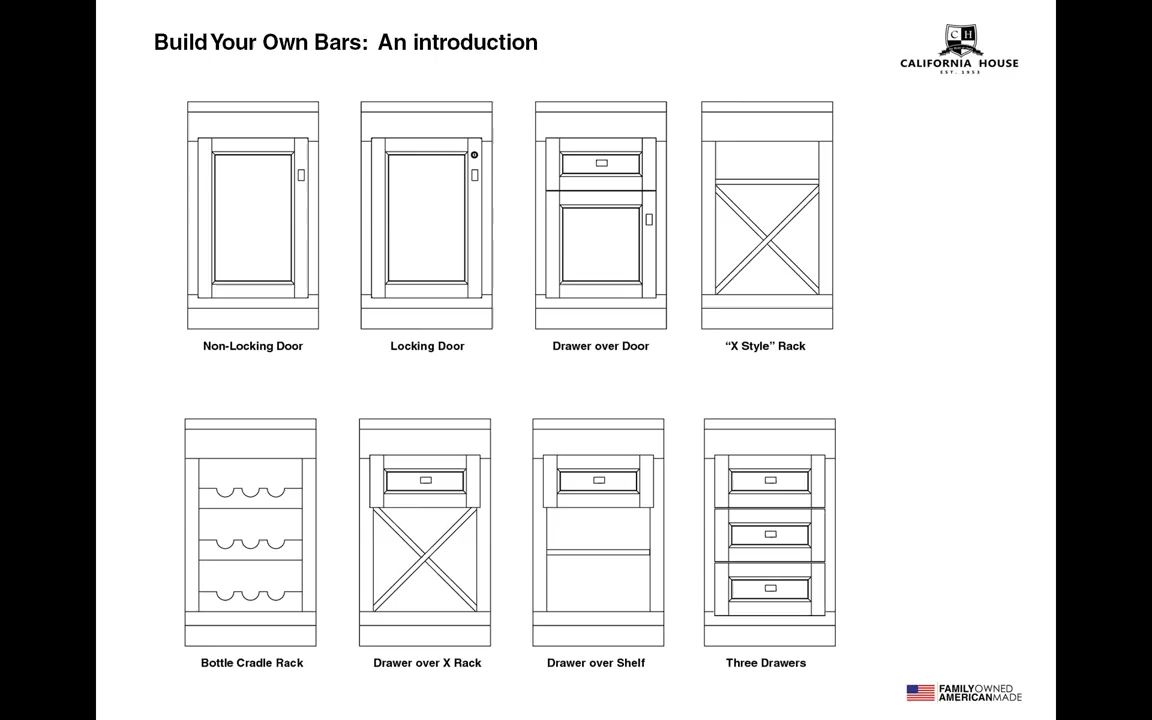 Build Your Own Bars: An introduction
CH
CALIFORNIA HOUSE
EST. 1953
Non-Locking Door
Locking Door
Drawer over Door
“X Style” Rack
Bottle Cradle Rack
Drawer over X Rack
Drawer over Shelf
Three Drawers
FAMILYOWNED
AMERICANMADE